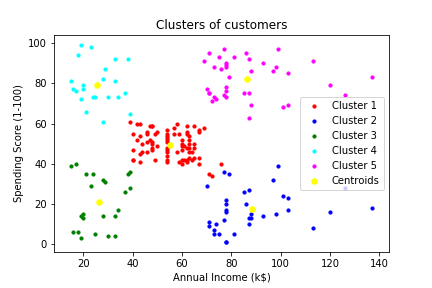 Clusters of customers
100
80
60
40
20
0
Spending Score (1-100)
Cluster 1
Cluster 2
Cluster 3
Cluster 4
Cluster 5
Centroids
20 40 60 80 100 120 140
Annual Income (k$)